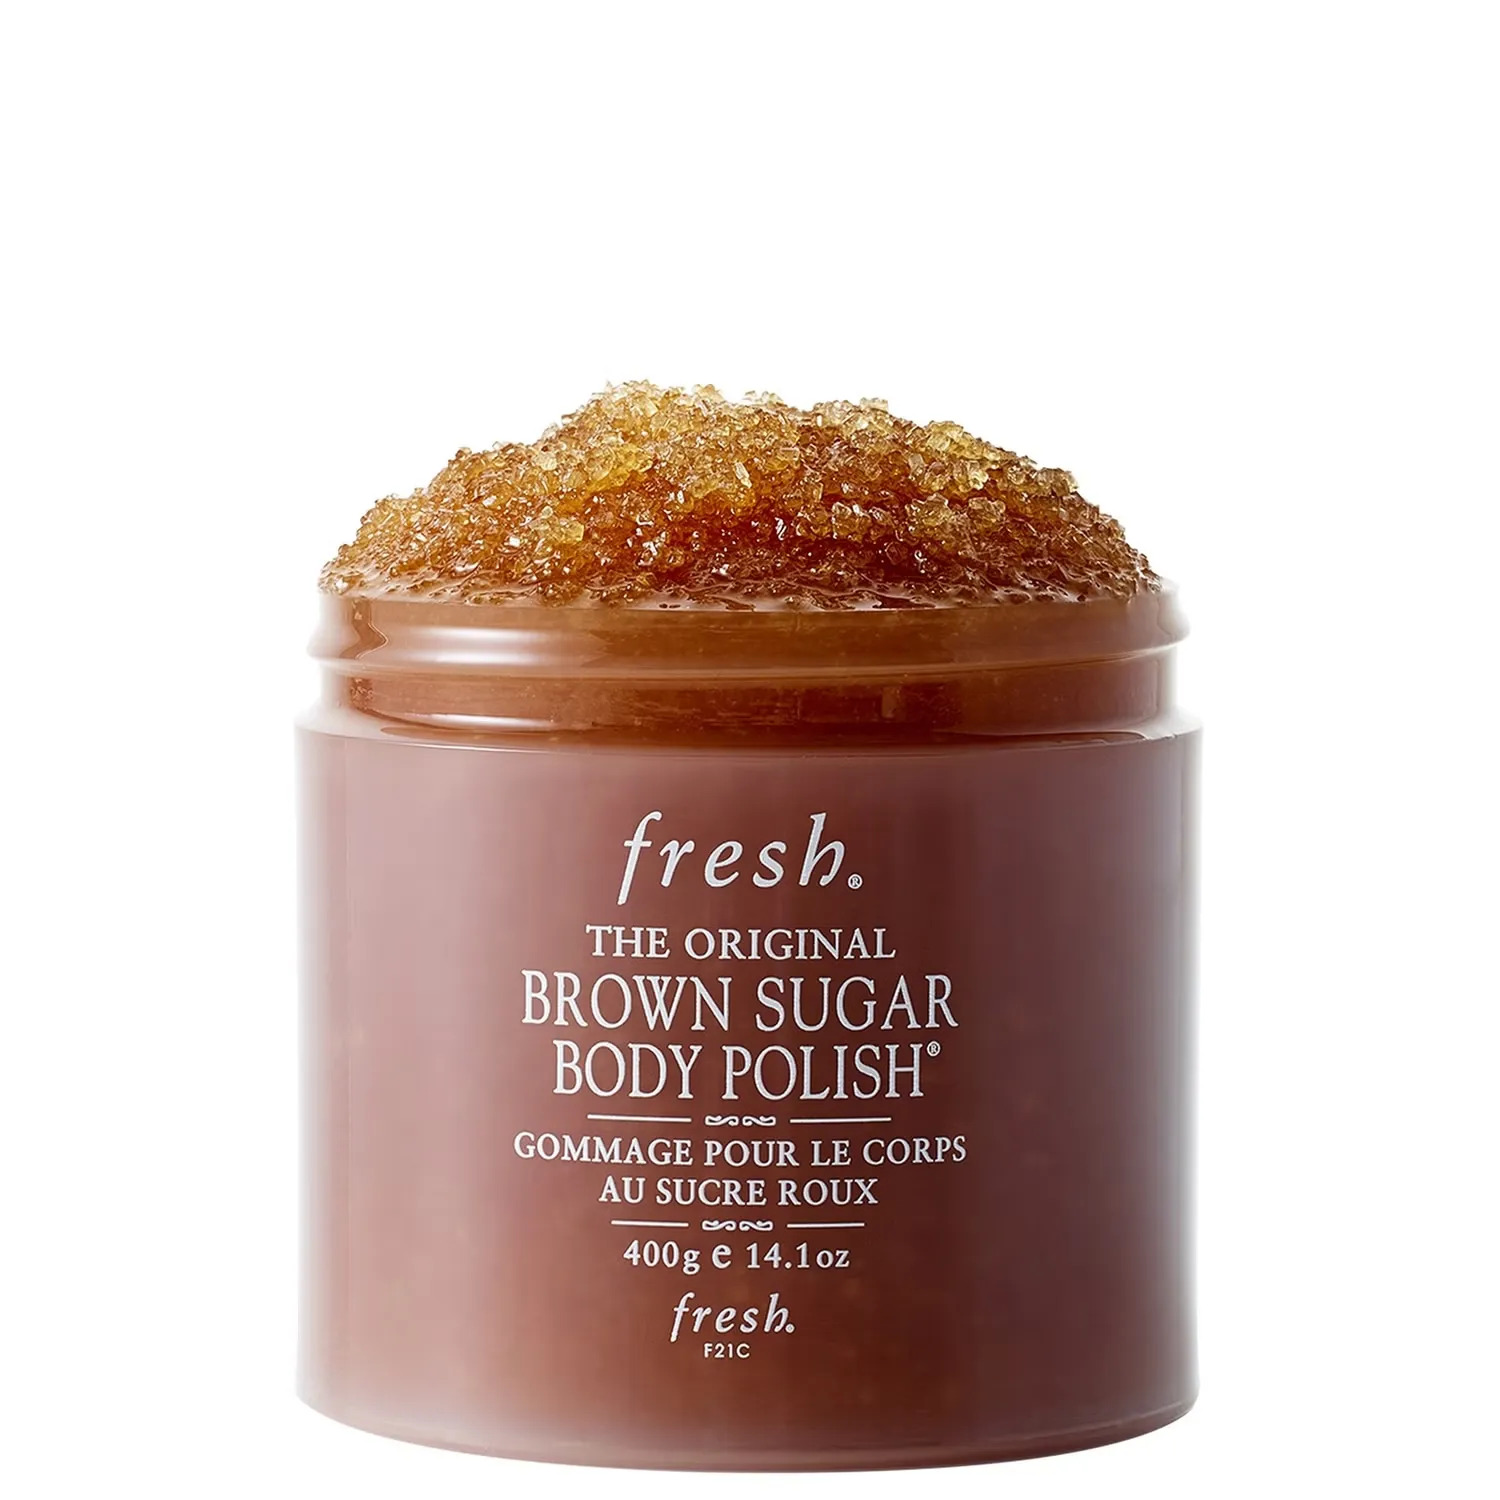 fresh.®
THE ORIGINAL
BROWN SUGAR
BODY POLISH®
GOMMAGE POUR LE CORPS
AU SUCRE ROUX
400g ℮ 14.1oz
fresh.
F21C